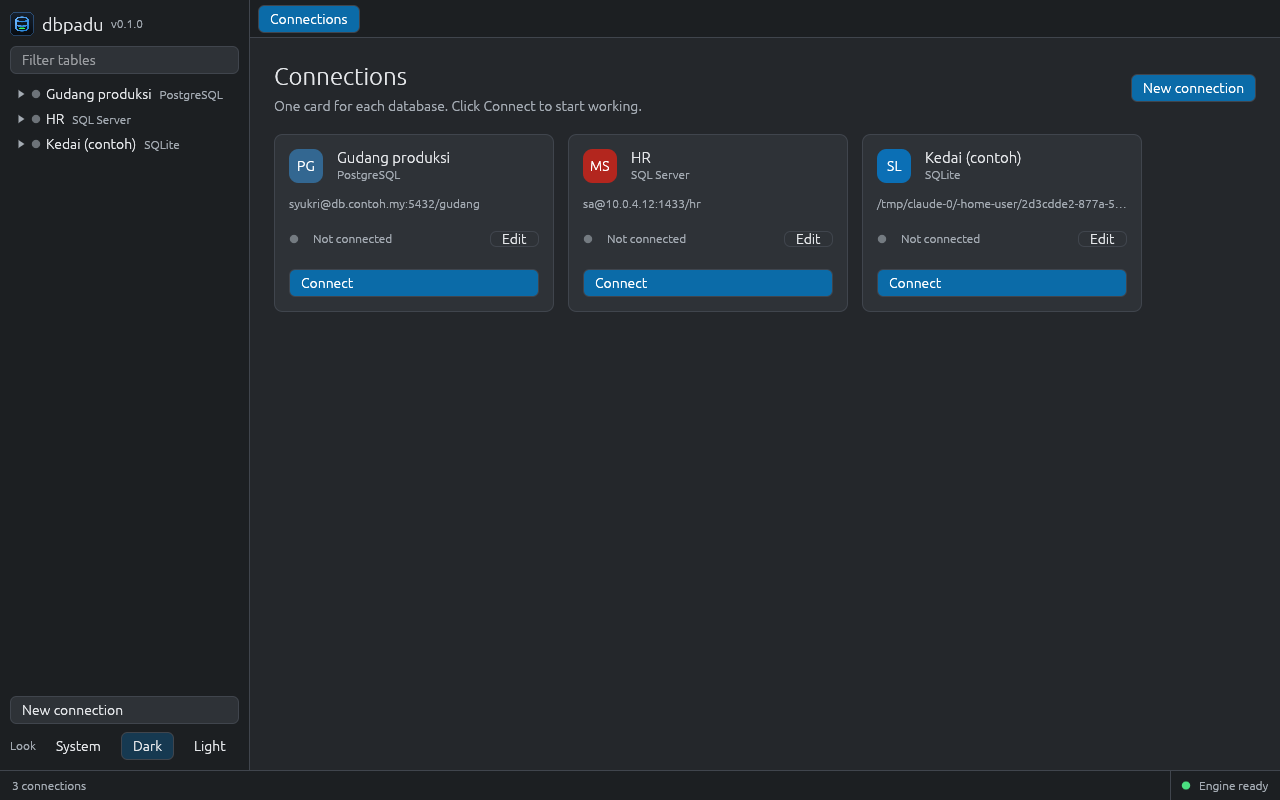 dbpadu v0.1.0
Filter tables
Gudang produksi PostgreSQL
HR SQL Server
Kedai (contoh) SQLite
New connection
Look System Dark Light
3 connections
Connections
Connections
One card for each database. Click Connect to start working.
New connection
PG
Gudang produksi
PostgreSQL
syukri@db.contoh.my:5432/gudang
Not connected
Edit
Connect
MS
HR
SQL Server
sa@10.0.4.12:1433/hr
Not connected
Edit
Connect
SL
Kedai (contoh)
SQLite
/tmp/claude-0/-home-user/2d3cdde2-877a-5…
Not connected
Edit
Connect
Engine ready